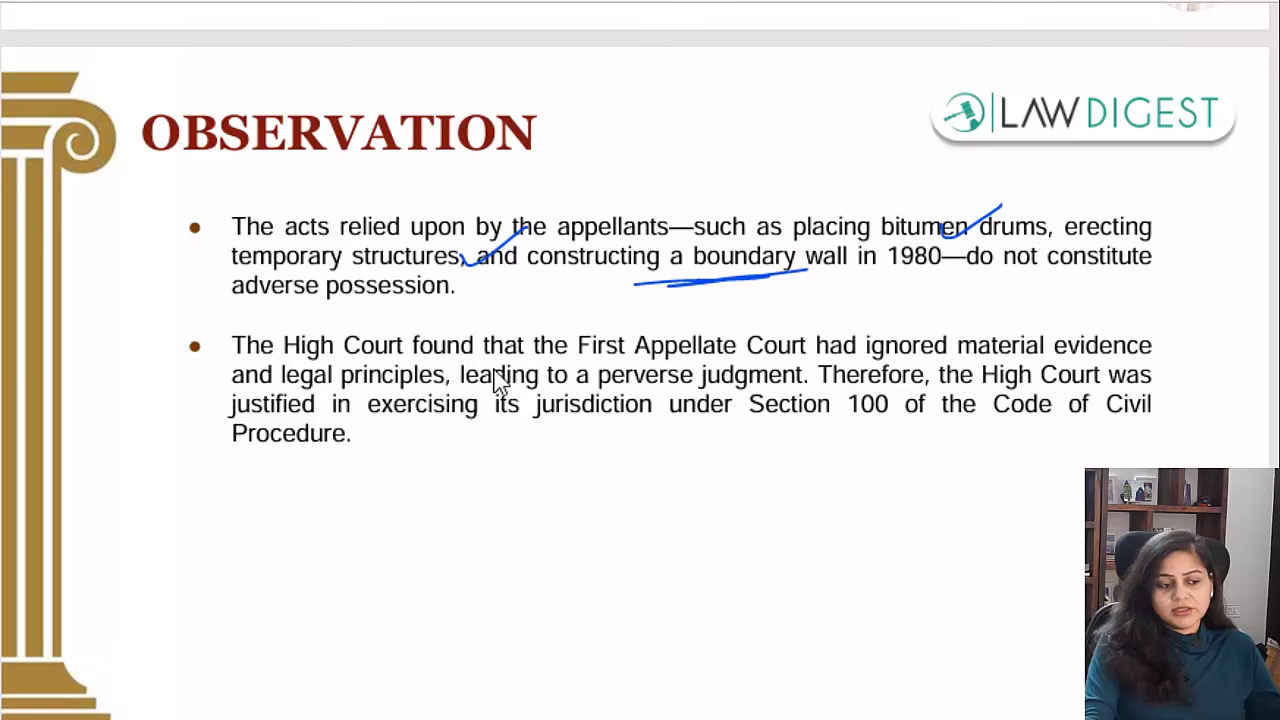 OBSERVATION
LAWDIGEST
The acts relied upon by the appellants—such as placing bitumen drums, erecting
temporary structures, and constructing a boundary wall in 1980—do not constitute
adverse possession.
The High Court found that the First Appellate Court had ignored material evidence
and legal principles, leading to a perverse judgment. Therefore, the High Court was
justified in exercising its jurisdiction under Section 100 of the Code of Civil
Procedure.